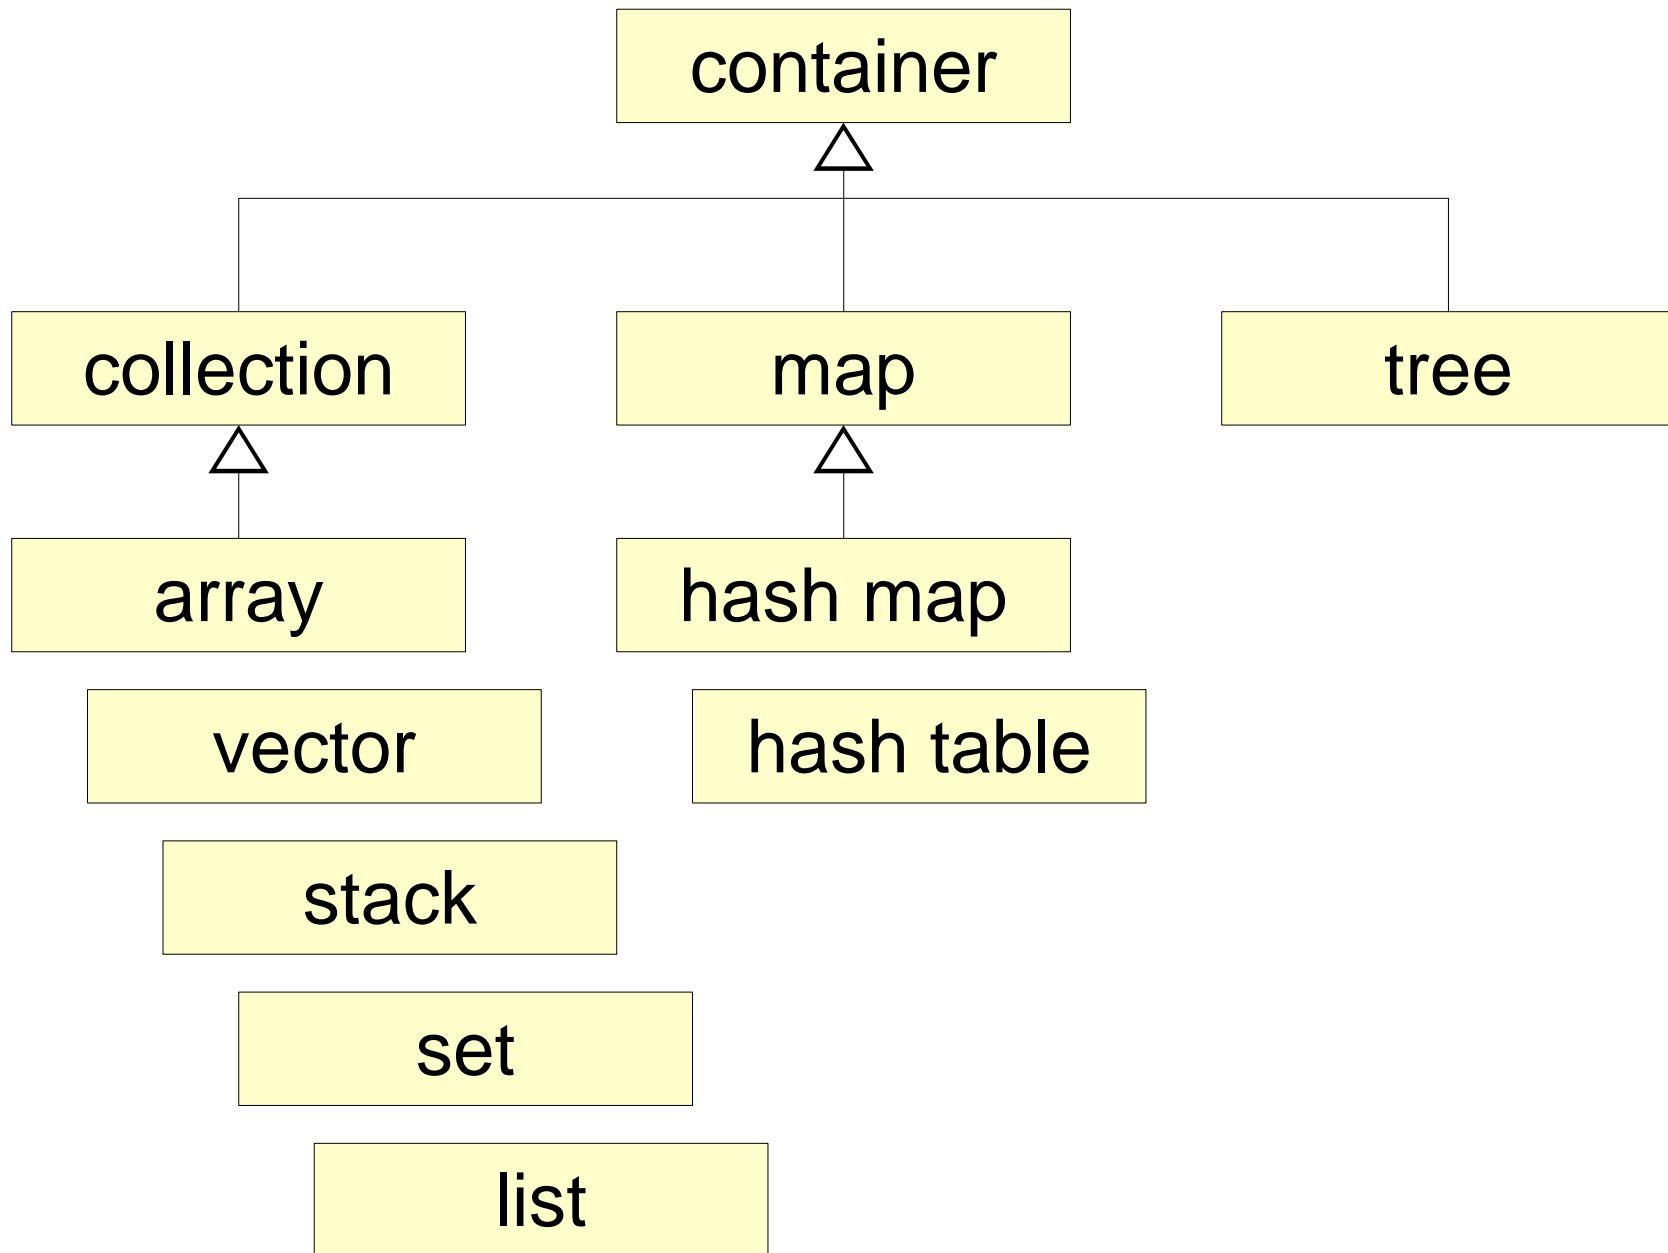 container
collection
map
tree
array
hash map
vector
hash table
stack
set
list